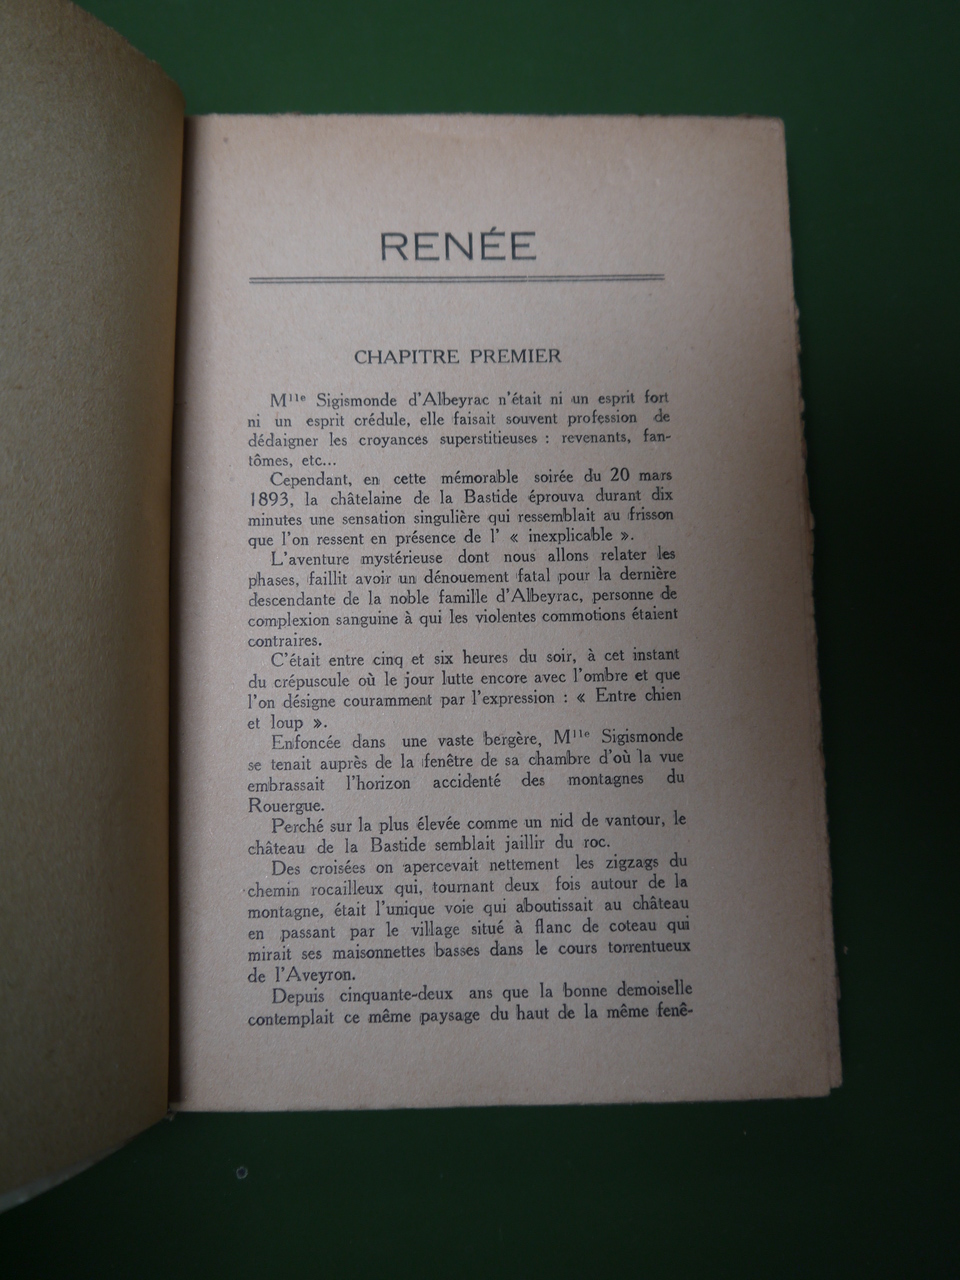 RENÉE
CHAPITRE PREMIER
Mlle Sigismonde d'Albeyrac n'était ni un esprit fort
ni un esprit crédule, elle faisait souvent profession de
dédaigner les croyances superstitieuses : revenants, fan-
tômes, etc...
Cependant, en cette mémorable soirée du 20 mars
1893, la châtelaine de la Bastide éprouva durant dix
minutes une sensation singulière qui ressemblait au frisson
que l'on ressent en présence de l' « inexplicable ».
L'aventure mystérieuse dont nous allons relater les
phases, faillit avoir un dénouement fatal pour la dernière
descendante de la noble famille d'Albeyrac, personne de
complexion sanguine à qui les violentes commotions étaient
contraires.
C'était entre cinq et six heures du soir, à cet instant
du crépuscule où le jour lutte encore avec l'ombre et que
l'on désigne couramment par l'expression : « Entre chien
et loup ».
Enfoncée dans une vaste bergère, Mlle Sigismonde
se tenait auprès de la fenêtre de sa chambre d'où la vue
embrassait l'horizon accidenté des montagnes du
Rouergue.
Perché sur la plus élevée comme un nid de vantour, le
château de la Bastide semblait jaillir du roc.
Des croisées on apercevait nettement les zigzags du
chemin rocailleux qui, tournant deux fois autour de la
montagne, était l'unique voie qui aboutissait au château
en passant par le village situé à flanc de coteau qui
mirait ses maisonnettes basses dans le cours torrentueux
de l'Aveyron.
Depuis cinquante-deux ans que la bonne demoiselle
contemplait ce même paysage du haut de la même fenê-